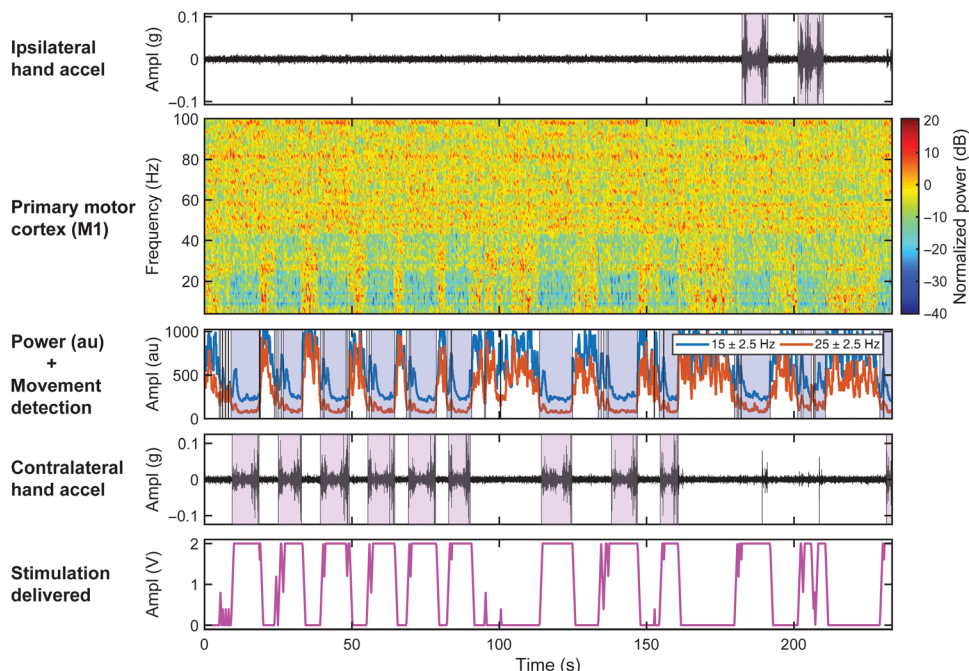 Ipsilateral
hand accel
Ampl (g)
0.1
0
–0.1
Primary motor
cortex (M1)
Frequency (Hz)
100
80
60
40
20
20
10
0
–10
–20
–30
–40
Normalized power (dB)
Power (au)
+
Movement
detection
Ampl (au)
1000
500
0
15 ± 2.5 Hz
25 ± 2.5 Hz
Contralateral
hand accel
Ampl (g)
0.1
0
–0.1
Stimulation
delivered
Ampl (V)
2
1
0
0 50 100 150 200
Time (s)